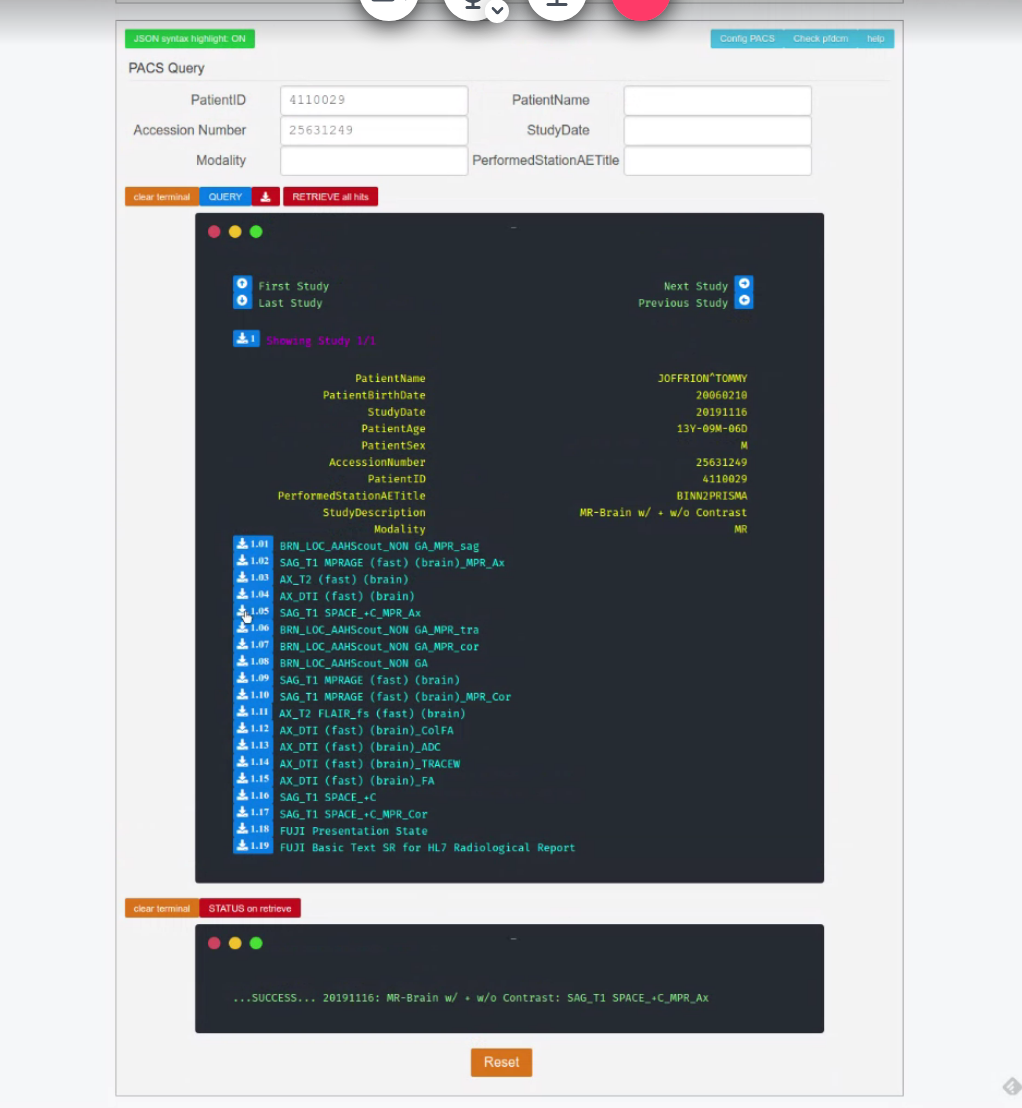 JSON syntax highlight: ON Config PACS Check pfdcm help
PACS Query
PatientID 4110029 PatientName
Accession Number 25631249 StudyDate
Modality PerformedStationAETitle
clear terminal QUERY RETRIEVE all hits
First Study Next Study
Last Study Previous Study
1 Showing Study 1/1
PatientName JOFFRION^TOMMY
PatientBirthDate 20060210
StudyDate 20191116
PatientAge 13Y-09M-06D
PatientSex M
AccessionNumber 25631249
PatientID 4110029
PerformedStationAETitle BINN2PRISMA
StudyDescription MR-Brain w/ + w/o Contrast
Modality MR
1.01 BRN_LOC_AAHScout_NON GA_MPR_sag
1.02 SAG_T1 MPRAGE (fast) (brain)_MPR_Ax
1.03 AX_T2 (fast) (brain)
1.04 AX_DTI (fast) (brain)
1.05 SAG_T1 SPACE_+C_MPR_Ax
1.06 BRN_LOC_AAHScout_NON GA_MPR_tra
1.07 BRN_LOC_AAHScout_NON GA_MPR_cor
1.08 BRN_LOC_AAHScout_NON GA
1.09 SAG_T1 MPRAGE (fast) (brain)
1.10 SAG_T1 MPRAGE (fast) (brain)_MPR_Cor
1.11 AX_T2 FLAIR_fs (fast) (brain)
1.12 AX_DTI (fast) (brain)_ColFA
1.13 AX_DTI (fast) (brain)_ADC
1.14 AX_DTI (fast) (brain)_TRACEW
1.15 AX_DTI (fast) (brain)_FA
1.16 SAG_T1 SPACE_+C
1.17 SAG_T1 SPACE_+C_MPR_Cor
1.18 FUJI Presentation State
1.19 FUJI Basic Text SR for HL7 Radiological Report
clear terminal STATUS on retrieve
...SUCCESS... 20191116: MR-Brain w/ + w/o Contrast: SAG_T1 SPACE_+C_MPR_Ax
Reset